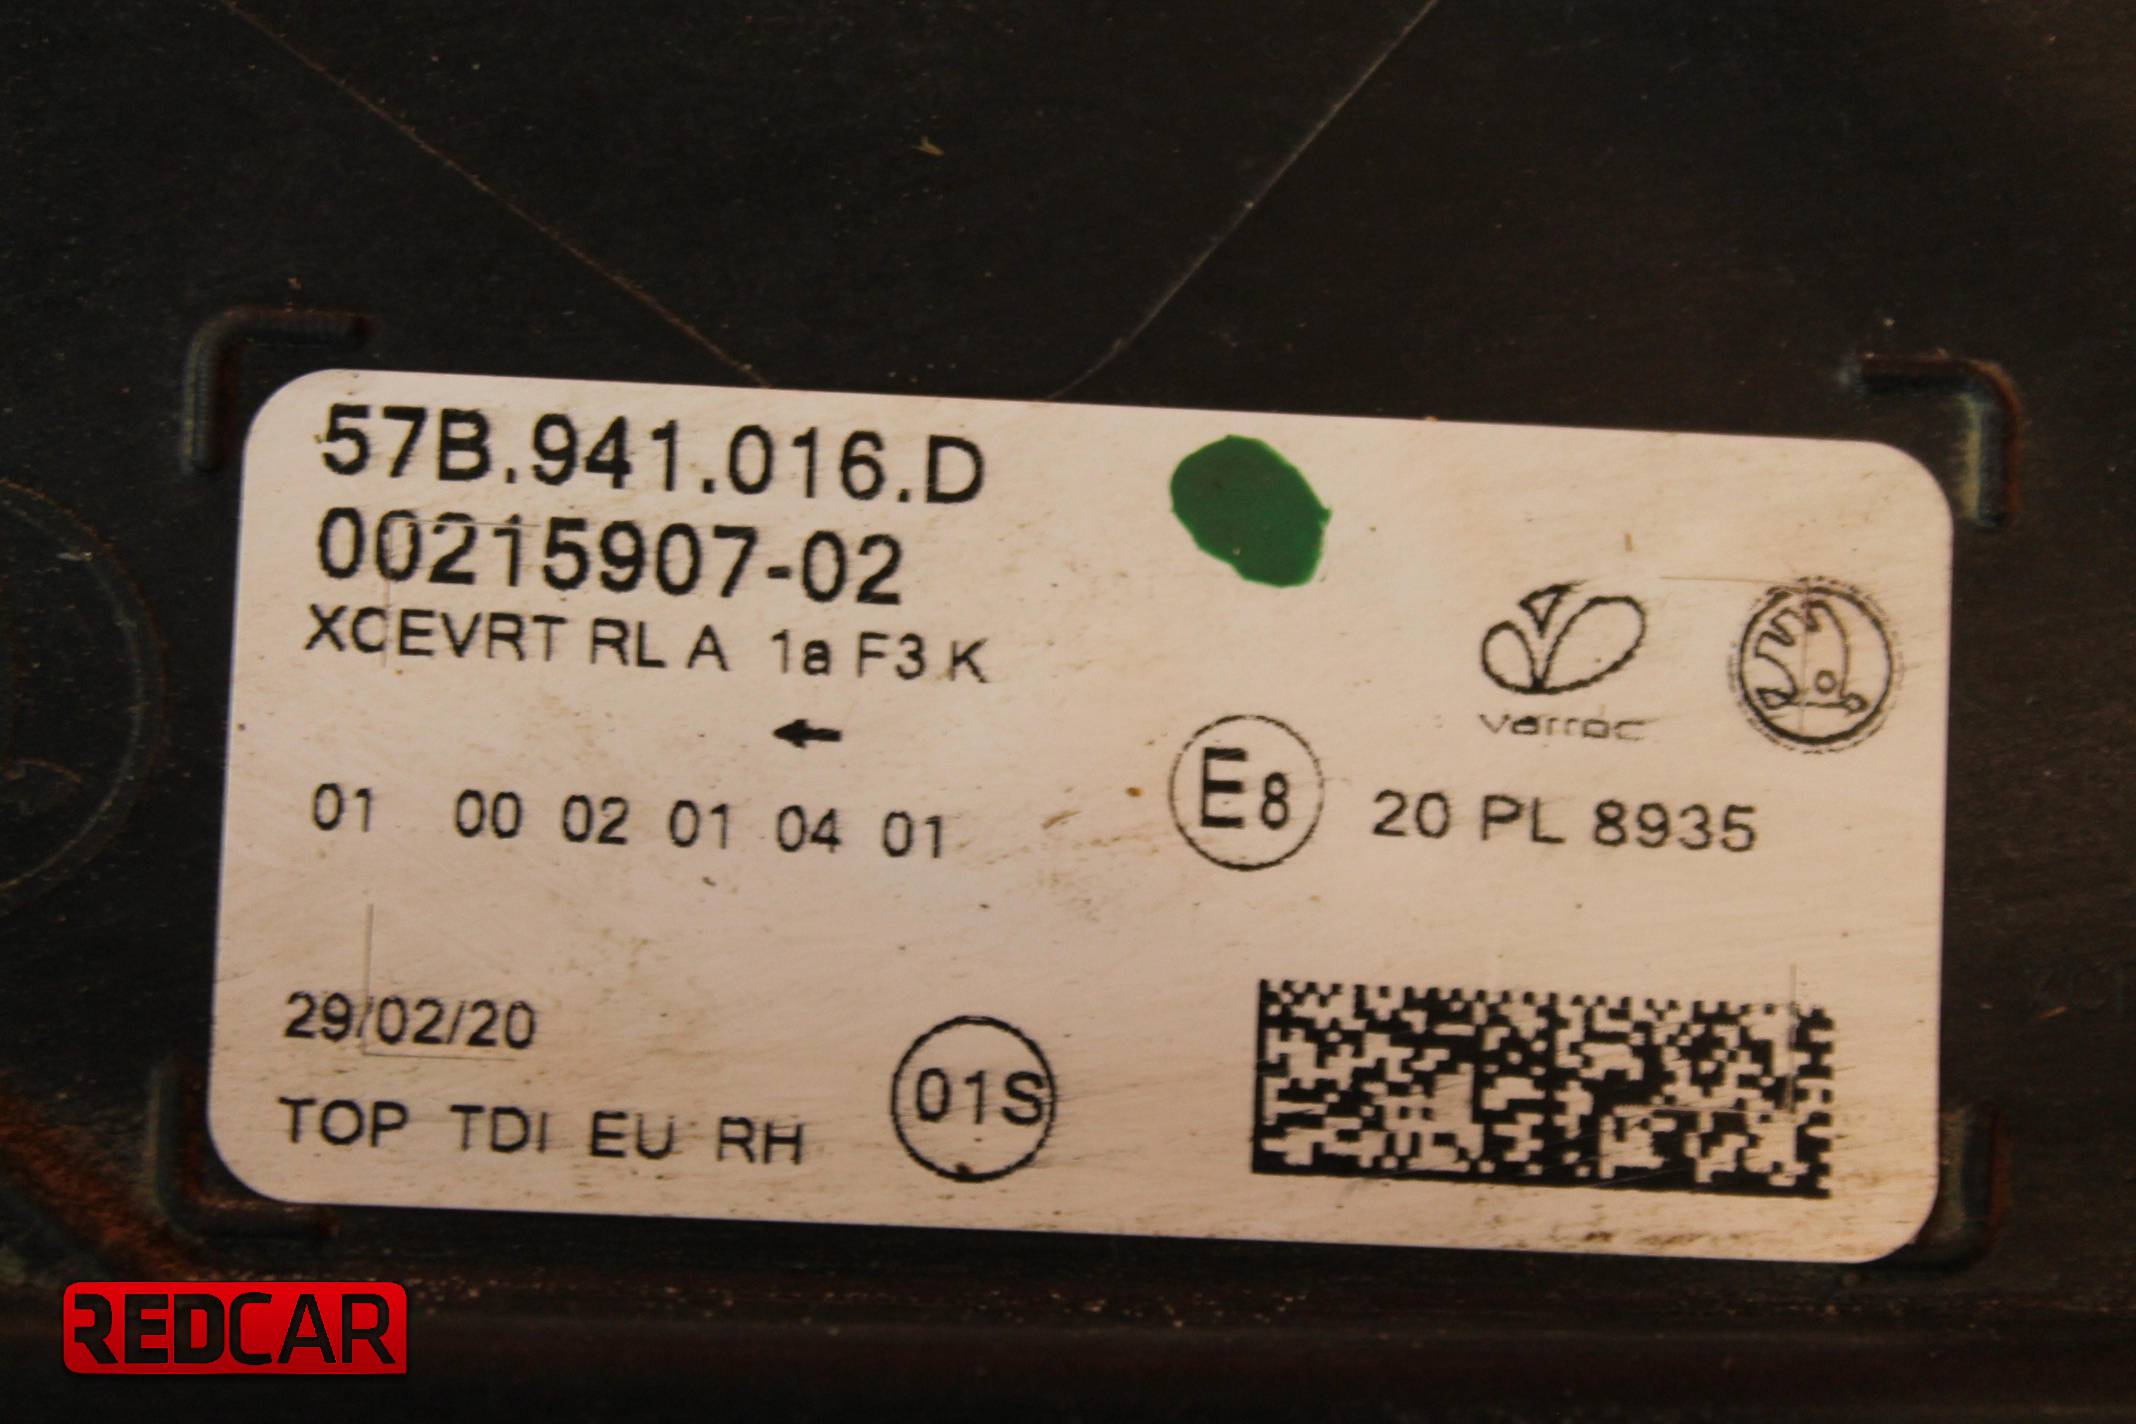 57B.941.016.D
00215907-02
XCEVRT RL A 1a F3 K
varroc
01 00 02 01 04 01
E8 20 PL 8935
29/02/20
01S
TOP TDI EU RH
REDCAR